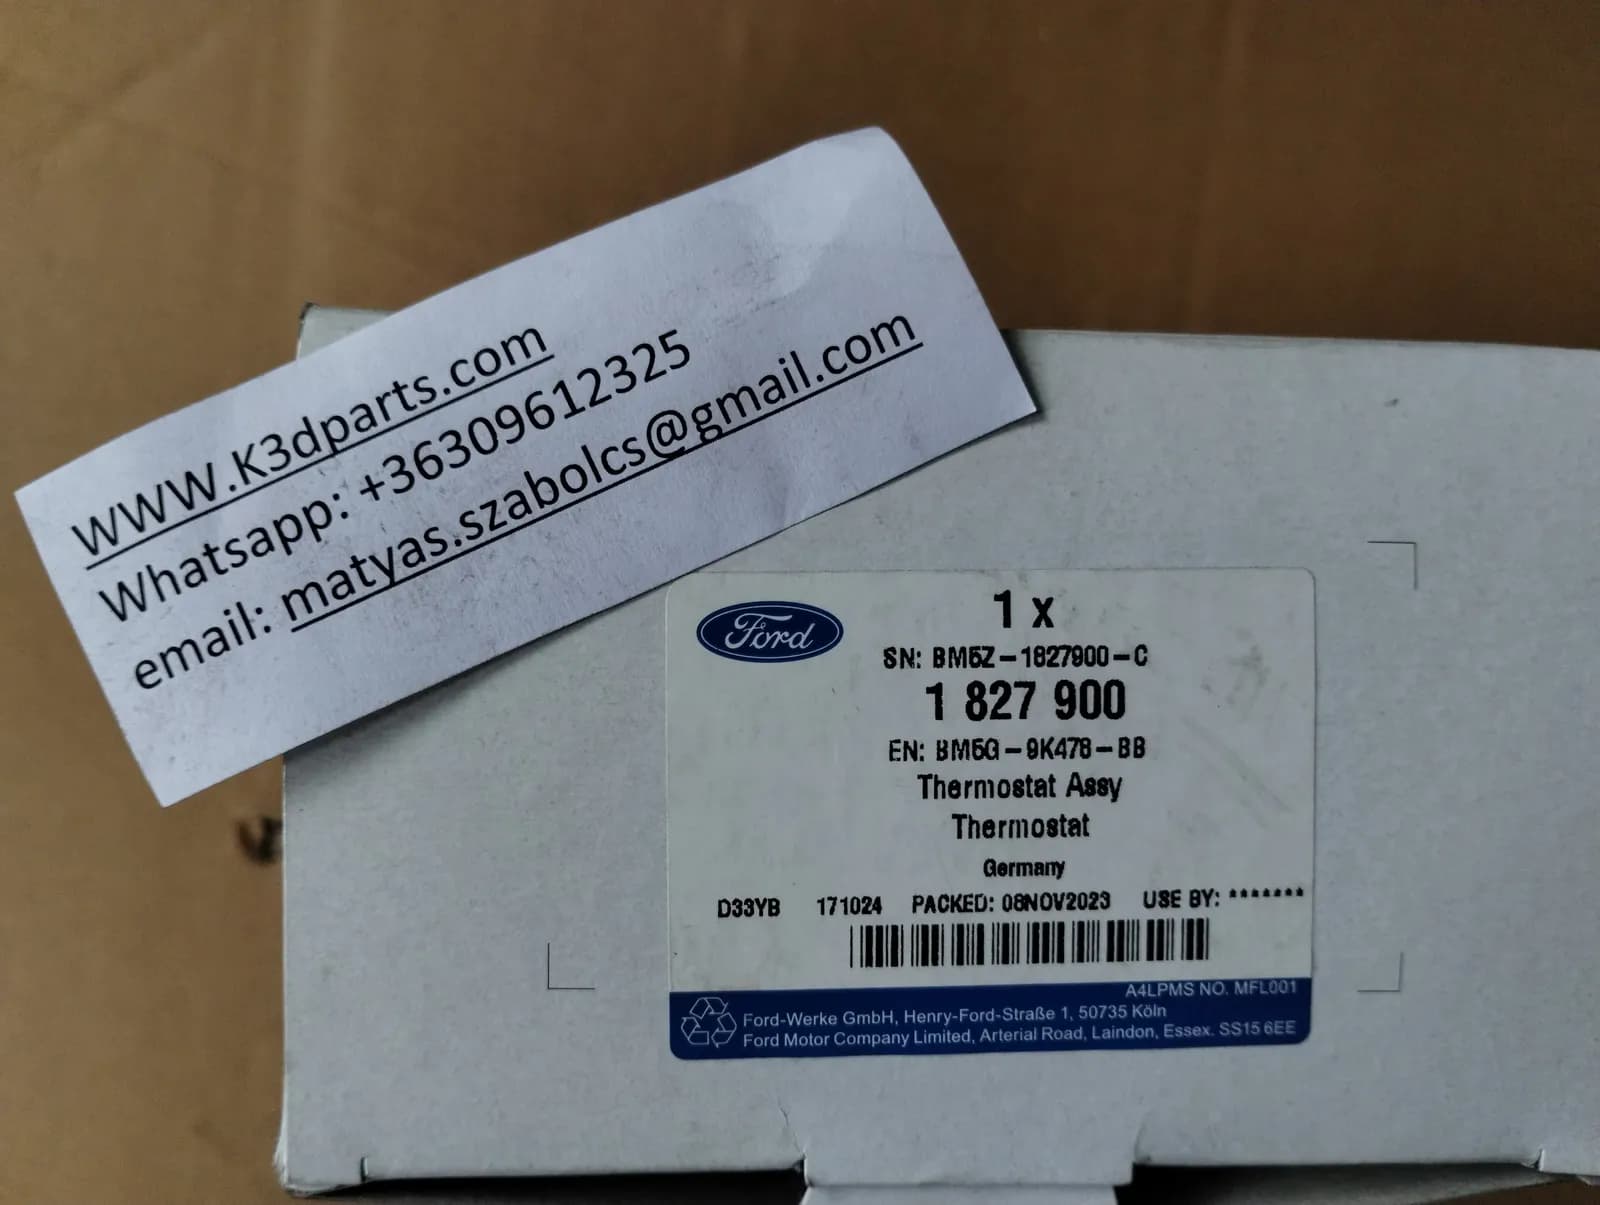 www.K3dparts.com
Whatsapp: +36309612325
email: matyas.szabolcs@gmail.com
Ford
1 x
SN: BM5Z-1827900-C
1 827 900
EN: BM5G-9K478-BB
Thermostat Assy
Thermostat
Germany
D33YB 171024 PACKED: 08NOV2023 USE BY: *******
A4LPMS NO. MFL001
Ford-Werke GmbH, Henry-Ford-Straße 1, 50735 Köln
Ford Motor Company Limited, Arterial Road, Laindon, Essex. SS15 6EE